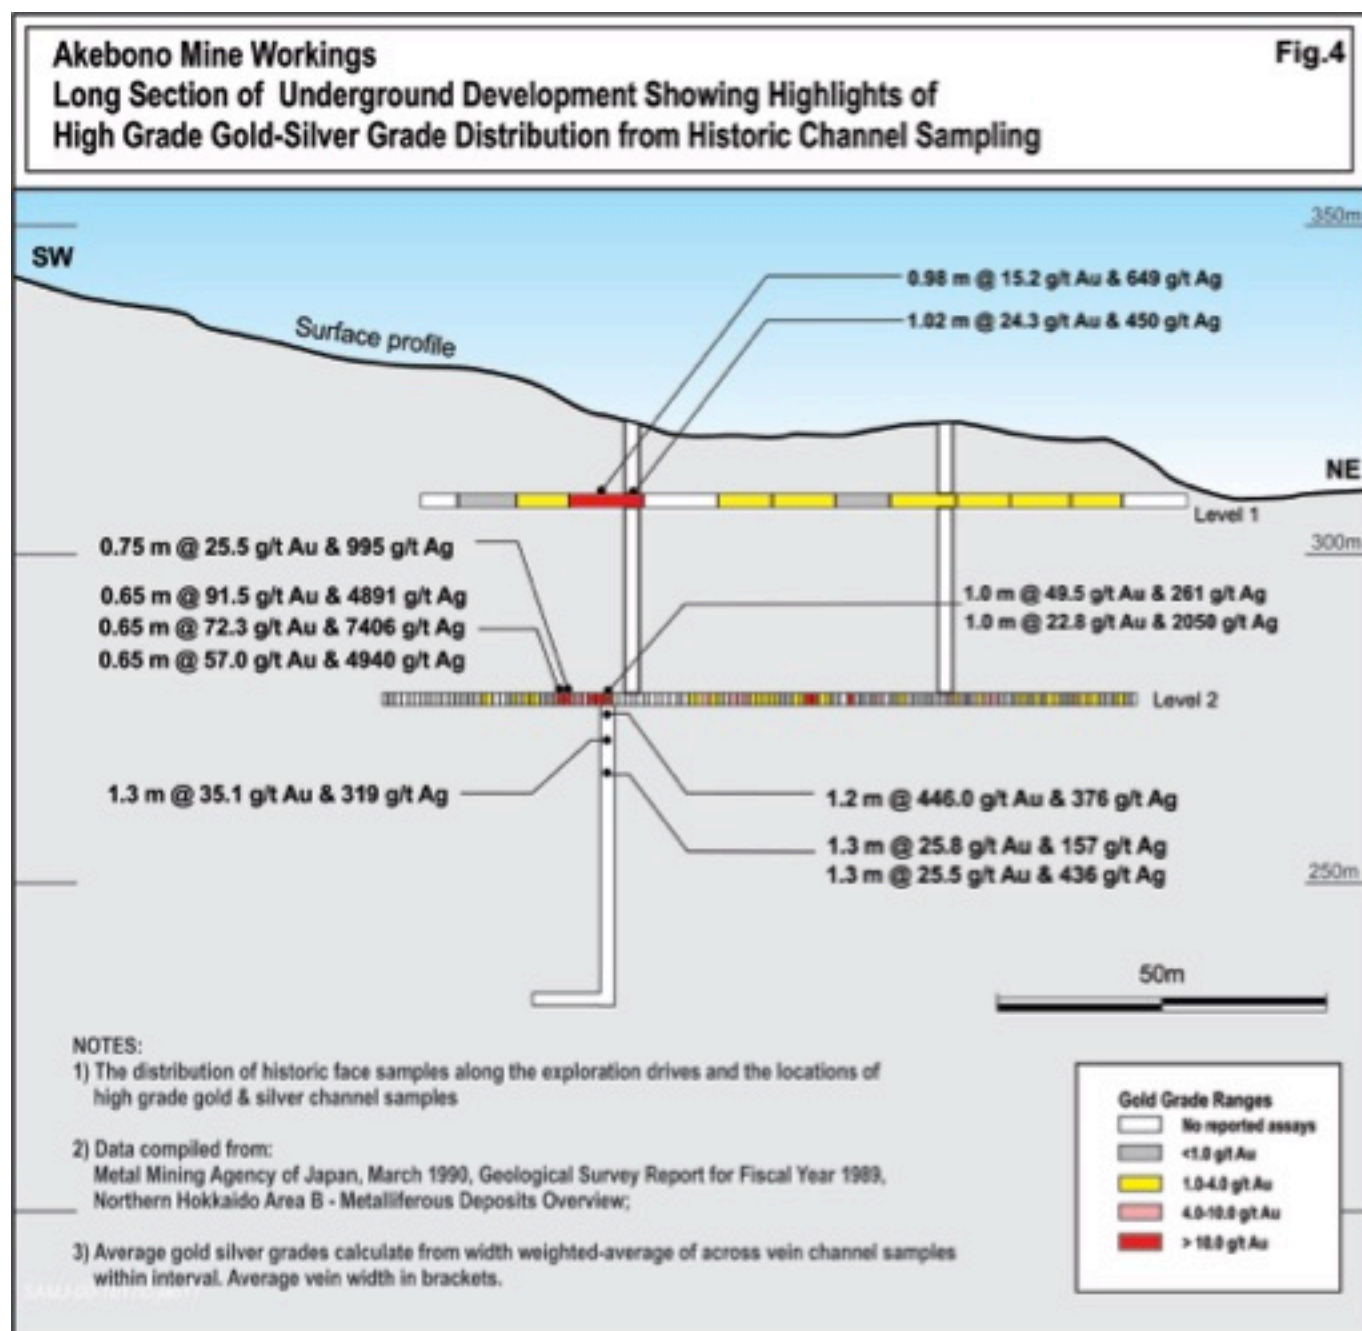 Akebono Mine Workings
Fig.4
Long Section of Underground Development Showing Highlights of
High Grade Gold-Silver Grade Distribution from Historic Channel Sampling
350m
SW
Surface profile
0.98 m @ 15.2 g/t Au & 649 g/t Ag
1.02 m @ 24.3 g/t Au & 450 g/t Ag
NE
Level 1
300m
0.75 m @ 25.5 g/t Au & 995 g/t Ag
0.65 m @ 91.5 g/t Au & 4891 g/t Ag
0.65 m @ 72.3 g/t Au & 7406 g/t Ag
0.65 m @ 57.0 g/t Au & 4940 g/t Ag
1.0 m @ 49.5 g/t Au & 261 g/t Ag
1.0 m @ 22.8 g/t Au & 2050 g/t Ag
Level 2
1.3 m @ 35.1 g/t Au & 319 g/t Ag
1.2 m @ 446.0 g/t Au & 376 g/t Ag
1.3 m @ 25.8 g/t Au & 157 g/t Ag
1.3 m @ 25.5 g/t Au & 436 g/t Ag
250m
50m
NOTES:
1) The distribution of historic face samples along the exploration drives and the locations of
high grade gold & silver channel samples
2) Data compiled from:
Metal Mining Agency of Japan, March 1990, Geological Survey Report for Fiscal Year 1989,
Northern Hokkaido Area B - Metalliferous Deposits Overview;
3) Average gold silver grades calculate from width weighted-average of across vein channel samples
within interval. Average vein width in brackets.
Gold Grade Ranges
No reported assays
<1.0 g/t Au
1.0-4.0 g/t Au
4.0-10.0 g/t Au
> 10.0 g/t Au